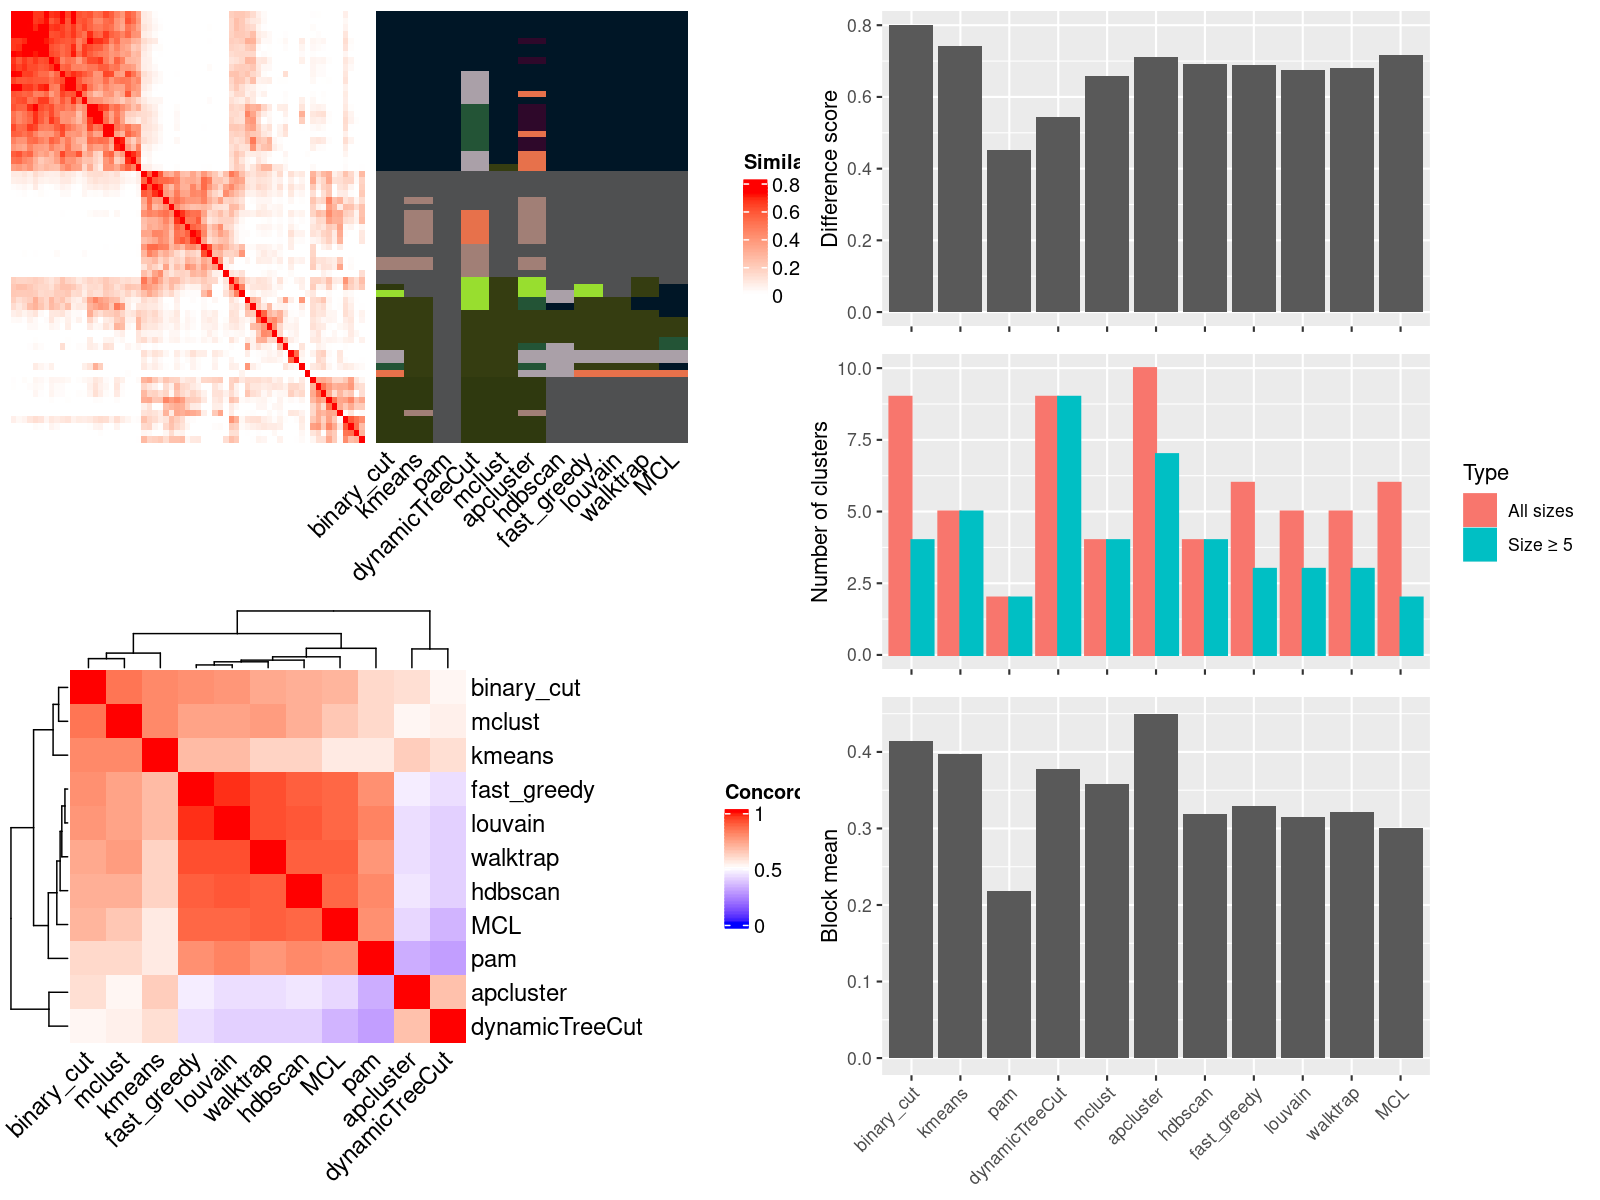 Simila
0.8
0.6
0.4
0.2
0
binary_cut
kmeans
pam
dynamicTreeCut
mclust
apcluster
hdbscan
fast_greedy
louvain
walktrap
MCL
binary_cut
mclust
kmeans
fast_greedy
louvain
walktrap
hdbscan
MCL
pam
apcluster
dynamicTreeCut
Concord
1
0.5
0
binary_cut
mclust
kmeans
fast_greedy
louvain
walktrap
hdbscan
MCL
pam
apcluster
dynamicTreeCut
Difference score
0.8
0.6
0.4
0.2
0.0
Number of clusters
10.0
7.5
5.0
2.5
0.0
Type
All sizes
Size ≥ 5
Block mean
0.4
0.3
0.2
0.1
0.0
binary_cut
kmeans
pam
dynamicTreeCut
mclust
apcluster
hdbscan
fast_greedy
louvain
walktrap
MCL